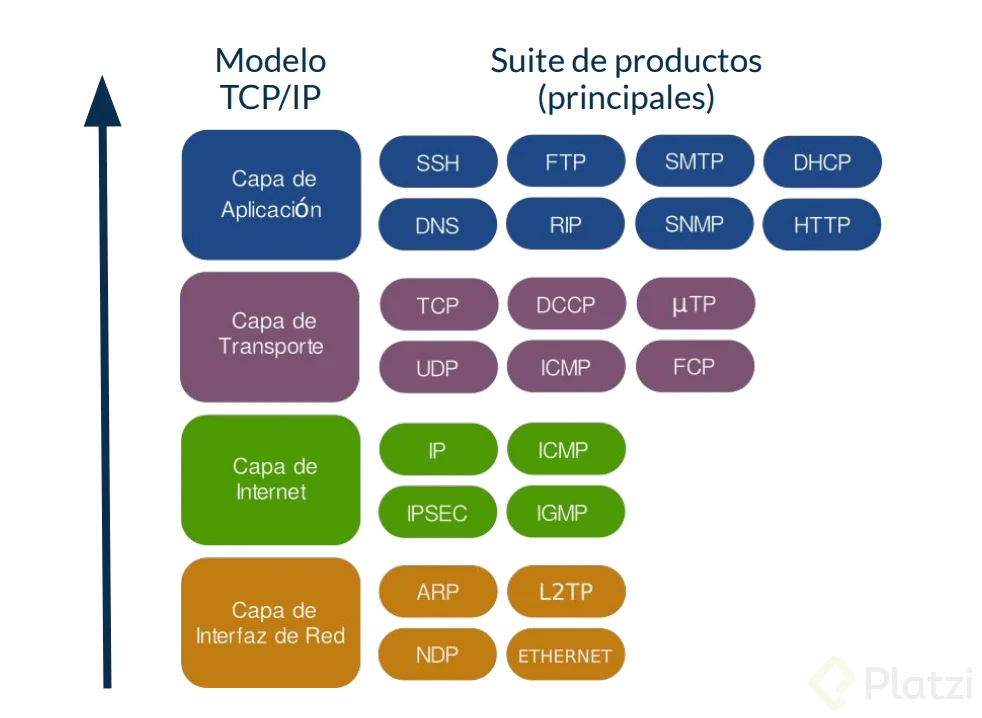 Modelo
TCP/IP
Suite de productos
(principales)
Capa de
Aplicación
SSH
FTP
SMTP
DHCP
DNS
RIP
SNMP
HTTP
Capa de
Transporte
TCP
DCCP
µTP
UDP
ICMP
FCP
Capa de
Internet
IP
ICMP
IPSEC
IGMP
Capa de
Interfaz de Red
ARP
L2TP
NDP
ETHERNET
Platzi